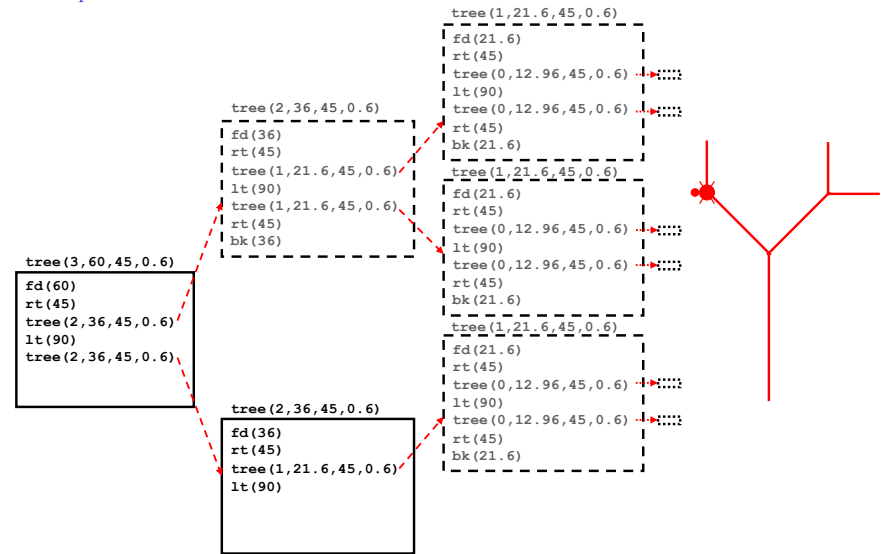 tree(1,21.6,45,0.6)
fd(21.6)
rt(45)
tree(0,12.96,45,0.6)
lt(90)
tree(0,12.96,45,0.6)
rt(45)
bk(21.6)
tree(2,36,45,0.6)
fd(36)
rt(45)
tree(1,21.6,45,0.6)
lt(90)
tree(1,21.6,45,0.6)
rt(45)
bk(36)
tree(1,21.6,45,0.6)
fd(21.6)
rt(45)
tree(0,12.96,45,0.6)
lt(90)
tree(0,12.96,45,0.6)
rt(45)
bk(21.6)
tree(3,60,45,0.6)
fd(60)
rt(45)
tree(2,36,45,0.6)
lt(90)
tree(2,36,45,0.6)
tree(1,21.6,45,0.6)
fd(21.6)
rt(45)
tree(0,12.96,45,0.6)
lt(90)
tree(0,12.96,45,0.6)
rt(45)
bk(21.6)
tree(2,36,45,0.6)
fd(36)
rt(45)
tree(1,21.6,45,0.6)
lt(90)